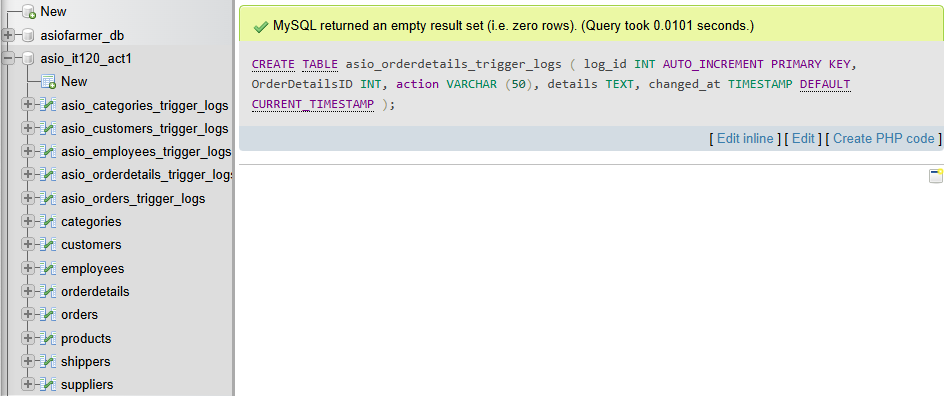 New
asiofarmer_db
asio_it120_act1
New
asio_categories_trigger_logs
asio_customers_trigger_logs
asio_employees_trigger_logs
asio_orderdetails_trigger_logs
asio_orders_trigger_logs
categories
customers
employees
orderdetails
orders
products
shippers
suppliers
MySQL returned an empty result set (i.e. zero rows). (Query took 0.0101 seconds.)
CREATE TABLE asio_orderdetails_trigger_logs ( log_id INT AUTO_INCREMENT PRIMARY KEY,
OrderDetailsID INT, action VARCHAR (50), details TEXT, changed_at TIMESTAMP DEFAULT
CURRENT_TIMESTAMP );
[ Edit inline ] [ Edit ] [ Create PHP code ]